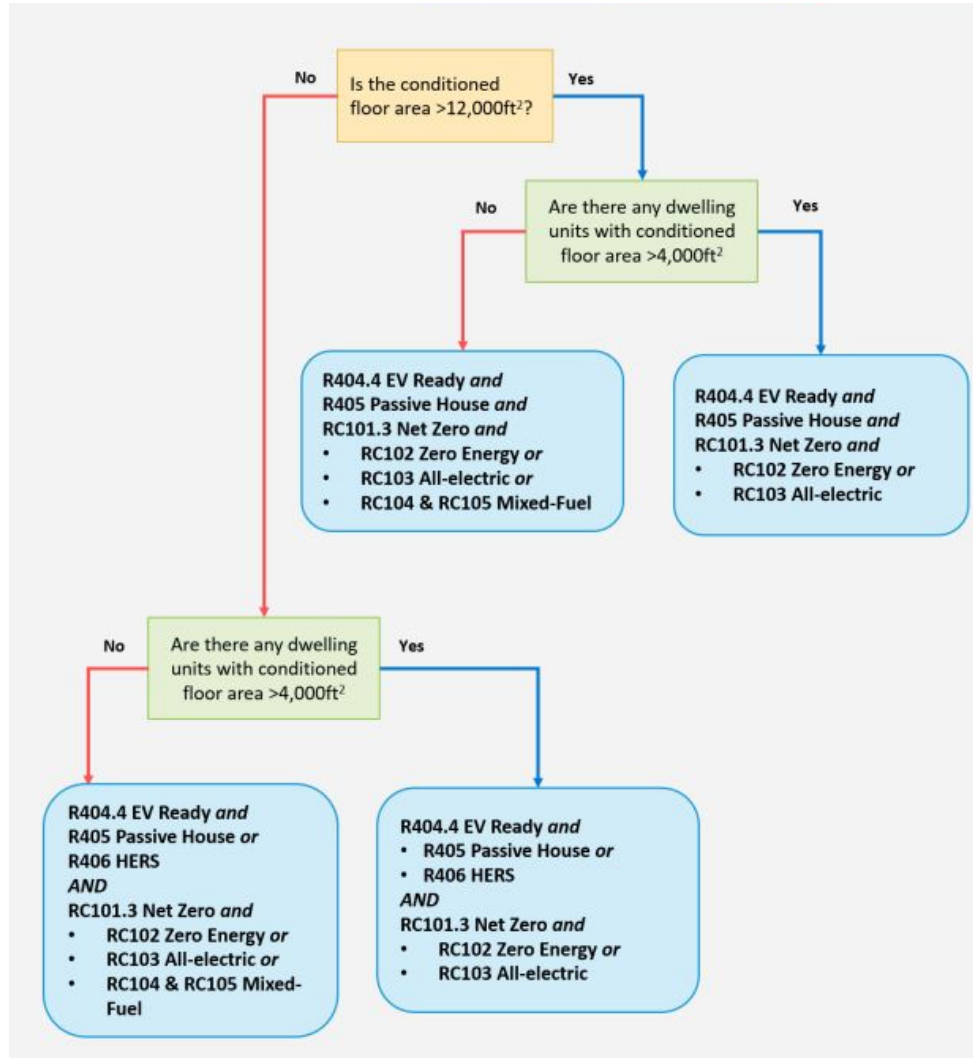 No
Is the conditioned
floor area >12,000ft²?
Yes
No
Are there any dwelling
units with conditioned
floor area >4,000ft²
Yes
R404.4 EV Ready and
R405 Passive House and
RC101.3 Net Zero and
• RC102 Zero Energy or
• RC103 All-electric or
• RC104 & RC105 Mixed-Fuel
R404.4 EV Ready and
R405 Passive House and
RC101.3 Net Zero and
• RC102 Zero Energy or
• RC103 All-electric
No
Are there any dwelling
units with conditioned
floor area >4,000ft²
Yes
R404.4 EV Ready and
R405 Passive House or
R406 HERS
AND
RC101.3 Net Zero and
• RC102 Zero Energy or
• RC103 All-electric or
• RC104 & RC105 Mixed-
Fuel
R404.4 EV Ready and
• R405 Passive House or
• R406 HERS
AND
RC101.3 Net Zero and
• RC102 Zero Energy or
• RC103 All-electric